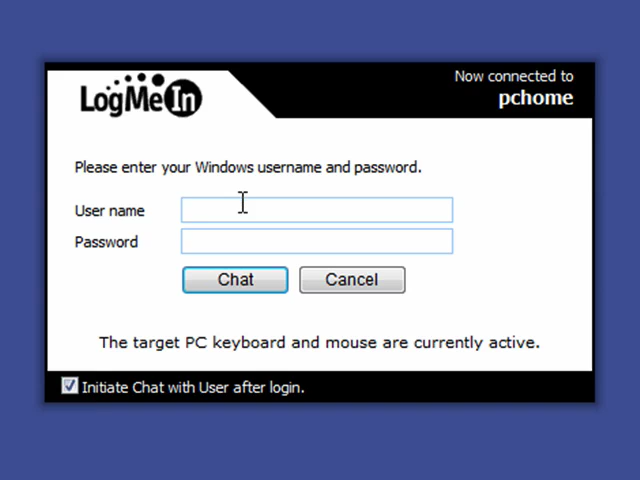 LogMeIn
Now connected to
pchome
Please enter your Windows username and password.
User name
Password
Chat
Cancel
The target PC keyboard and mouse are currently active.
Initiate Chat with User after login.